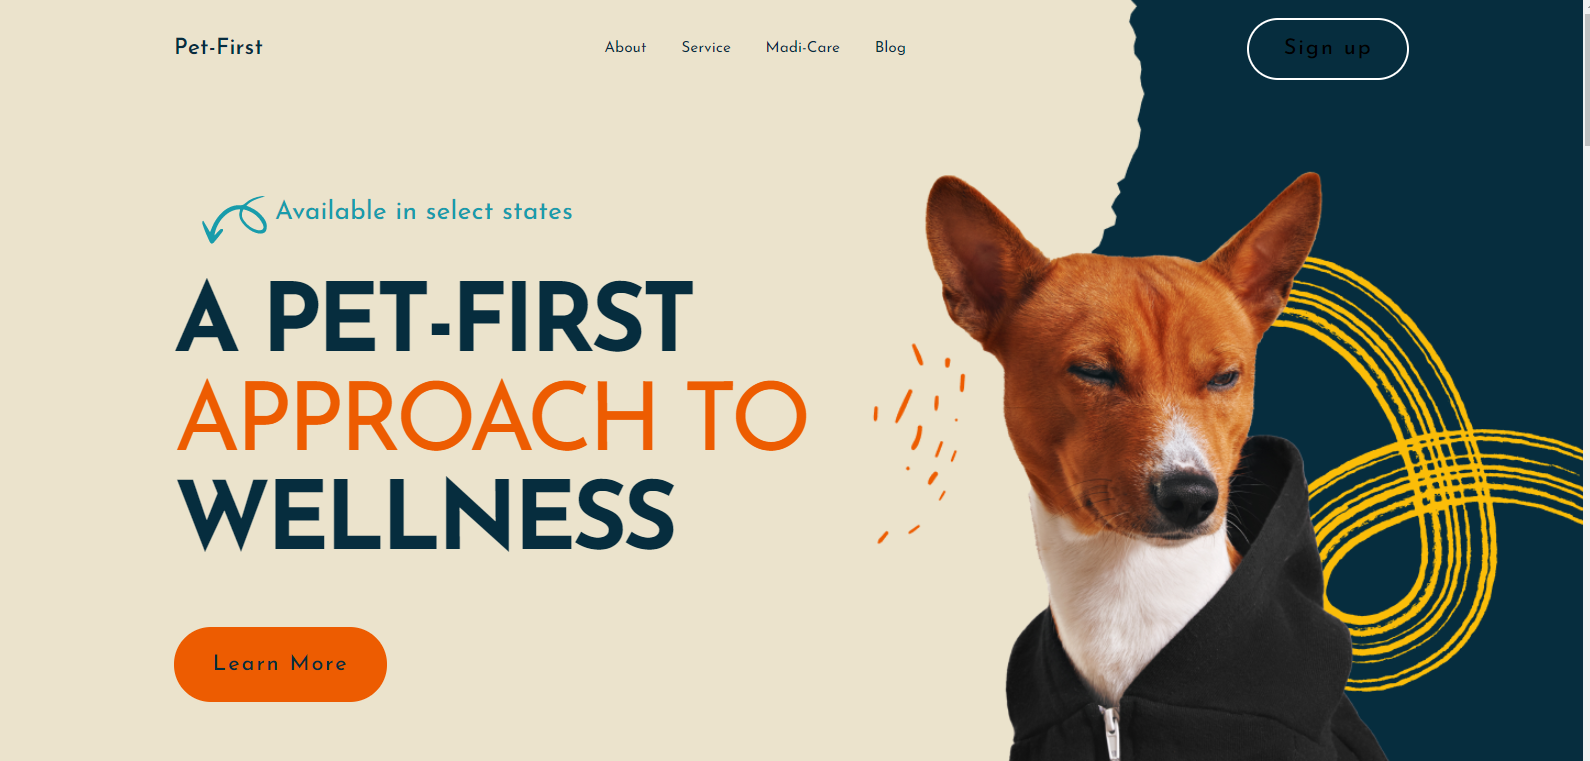 Pet-First
About Service Madi-Care Blog
Sign up
Available in select states
A PET-FIRST
APPROACH TO
WELLNESS
Learn More